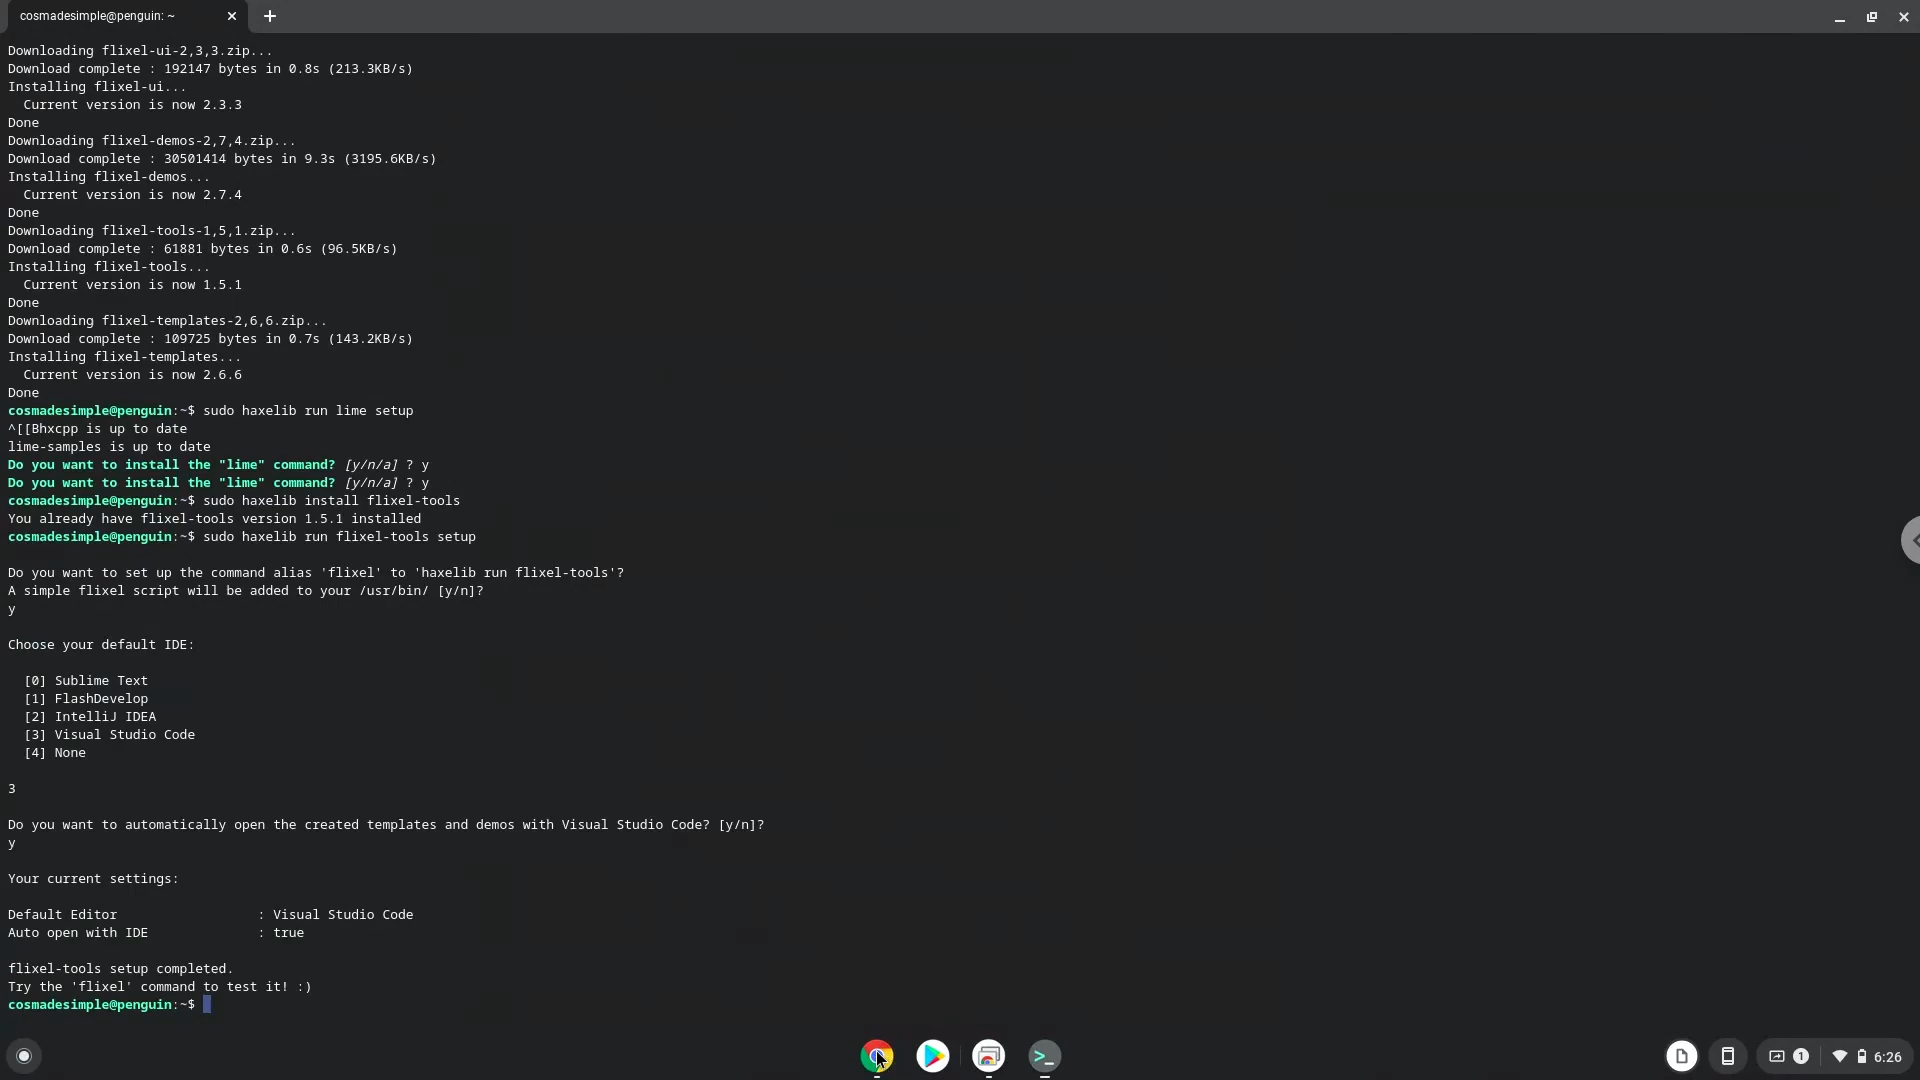 cosmadesimple@penguin: ~
Downloading flixel-ui-2,3,3.zip...
Download complete : 192147 bytes in 0.8s (213.3KB/s)
Installing flixel-ui...
  Current version is now 2.3.3
Done
Downloading flixel-demos-2,7,4.zip...
Download complete : 30501414 bytes in 9.3s (3195.6KB/s)
Installing flixel-demos...
  Current version is now 2.7.4
Done
Downloading flixel-tools-1,5,1.zip...
Download complete : 61881 bytes in 0.6s (96.5KB/s)
Installing flixel-tools...
  Current version is now 1.5.1
Done
Downloading flixel-templates-2,6,6.zip...
Download complete : 109725 bytes in 0.7s (143.2KB/s)
Installing flixel-templates...
  Current version is now 2.6.6
Done
cosmadesimple@penguin:~$ sudo haxelib run lime setup
^[[Bhxcpp is up to date
lime-samples is up to date
Do you want to install the "lime" command? [y/n/a] ? y
Do you want to install the "lime" command? [y/n/a] ? y
cosmadesimple@penguin:~$ sudo haxelib install flixel-tools
You already have flixel-tools version 1.5.1 installed
cosmadesimple@penguin:~$ sudo haxelib run flixel-tools setup
Do you want to set up the command alias 'flixel' to 'haxelib run flixel-tools'?
A simple flixel script will be added to your /usr/bin/ [y/n]?
y
Choose your default IDE:
  [0] Sublime Text
  [1] FlashDevelop
  [2] IntelliJ IDEA
  [3] Visual Studio Code
  [4] None
3
Do you want to automatically open the created templates and demos with Visual Studio Code? [y/n]?
y
Your current settings:
Default Editor                  : Visual Studio Code
Auto open with IDE              : true
flixel-tools setup completed.
Try the 'flixel' command to test it! :)
cosmadesimple@penguin:~$
>_
1 6:26